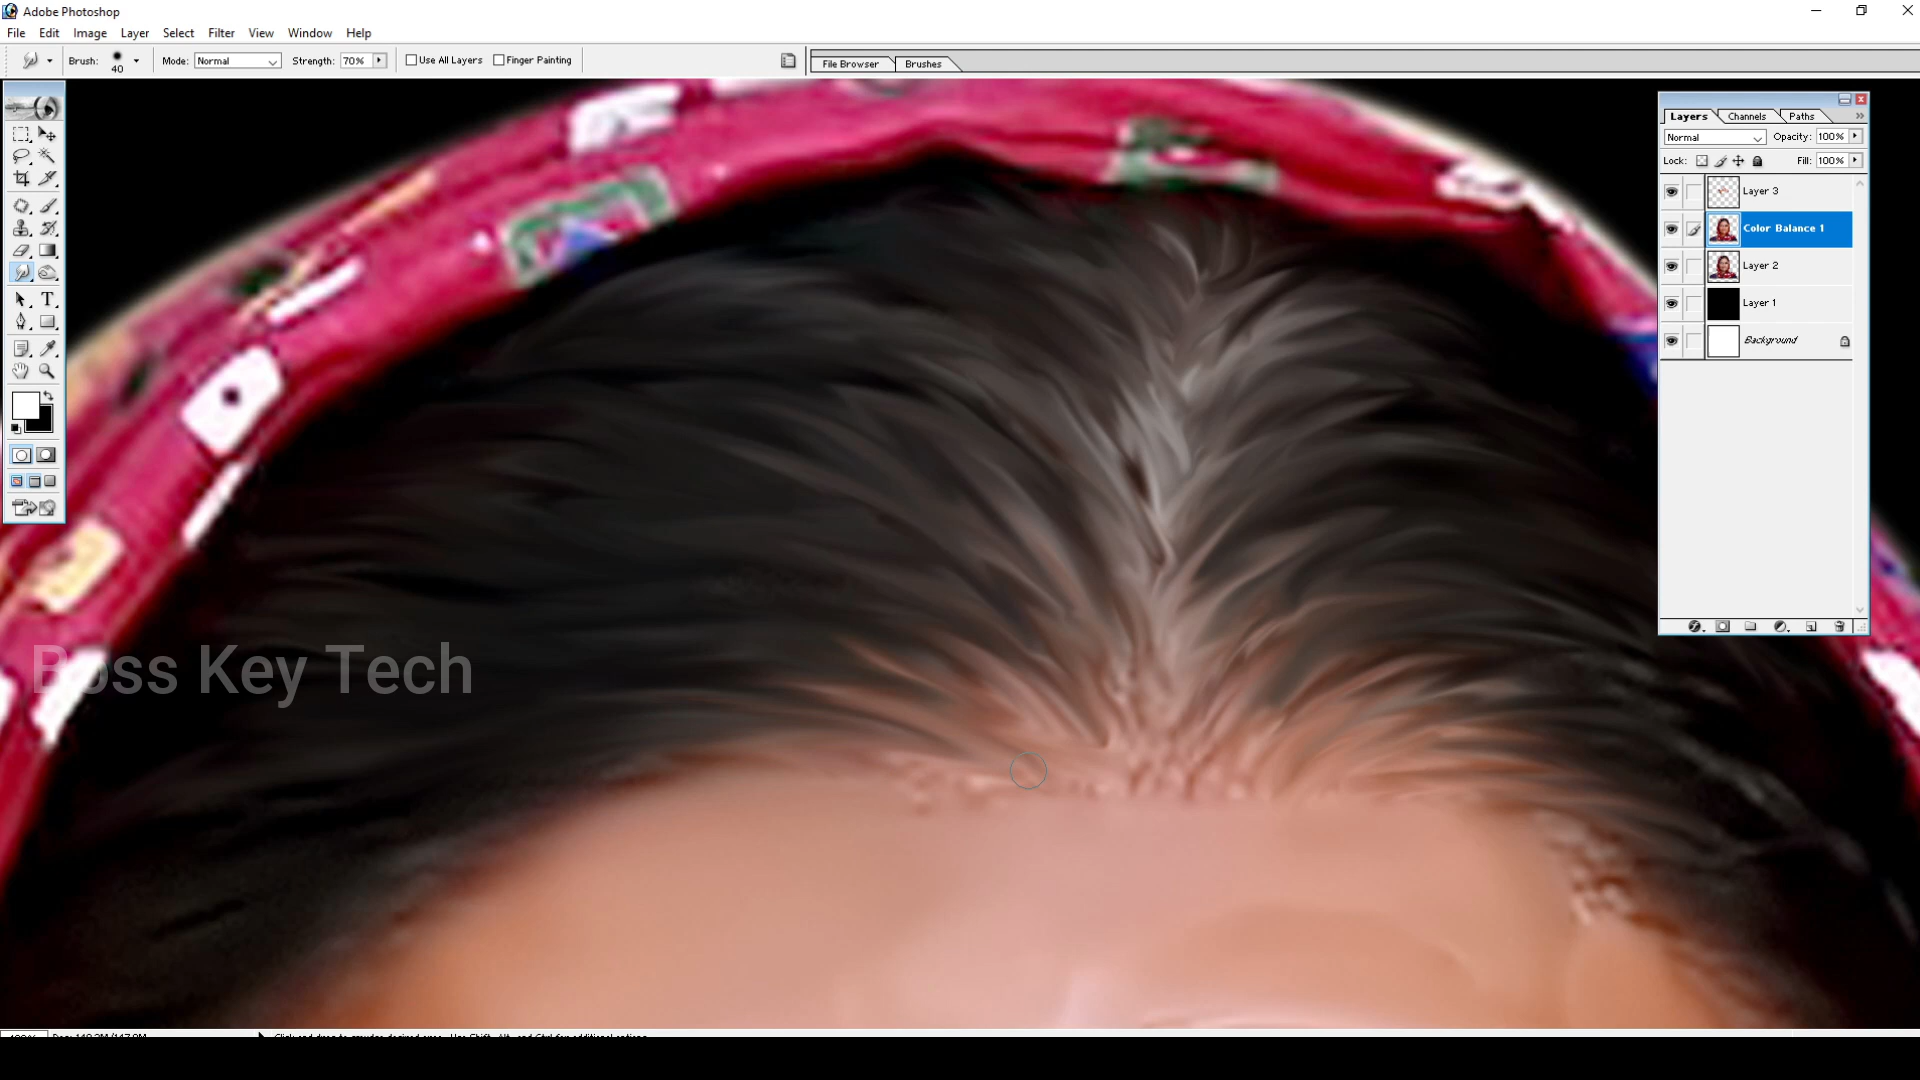 Adobe Photoshop
File Edit Image Layer Select Filter View Window Help
Brush: 40 Mode: Normal Strength: 70% Use All Layers Finger Painting File Browser Brushes
Layers Channels Paths
Normal Opacity: 100%
Lock: Fill: 100%
Layer 3
Color Balance 1
Layer 2
Layer 1
Background
Boss Key Tech